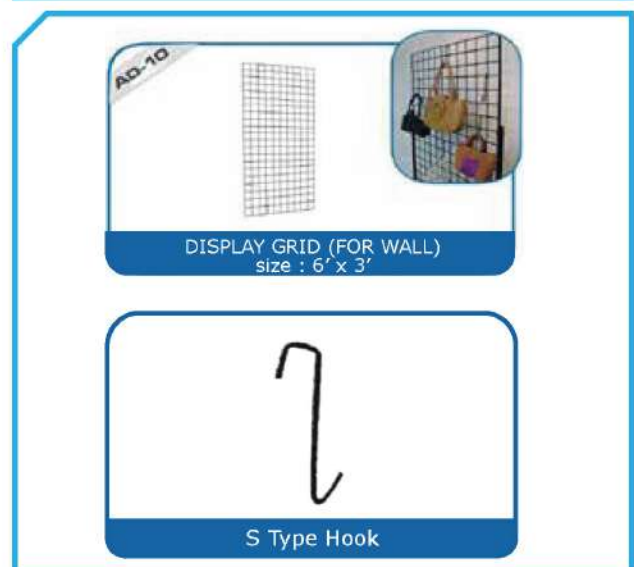 AD-10
DISPLAY GRID (FOR WALL)
size : 6' x 3'
S Type Hook